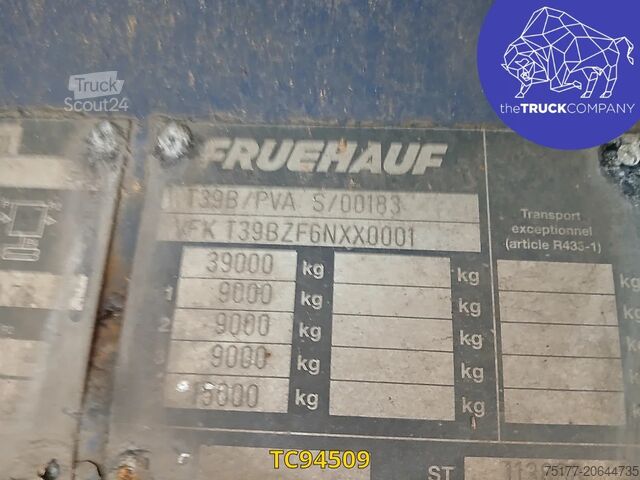 Truck
Scout24
theTRUCKCOMPANY
FRUEHAUF
T39B/PVA S/00183
VFK T39BZF6NXX0001
Transport
exceptionnel
(article R433-1)
39000 kg kg
1 9000 kg kg
2 9000 kg kg
3 9000 kg kg
kg kg
TC94509
ST
75177-20644735